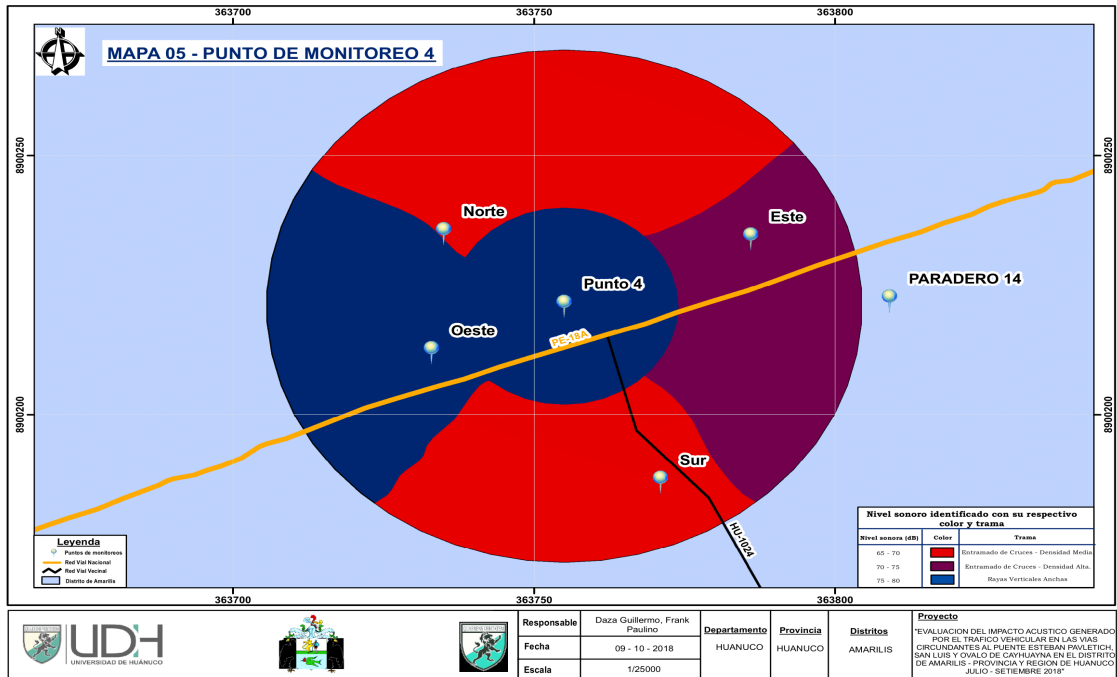 363700
363750
363800
MAPA 05 - PUNTO DE MONITOREO 4
8900250
8900250
Norte
Este
Punto 4
PARADERO 14
Oeste
PE-18A
8900200
8900200
Sur
HU-1024
Leyenda
Puntos de monitoreos
Red Vial Nacional
Red Vial Vecinal
Distrito de Amarilis
Nivel sonoro identificado con su respectivo
color y trama
Nivel sonora (dB) Color Trama
65 - 70 Entramado de Cruces - Densidad Media
70 - 75 Entramado de Cruces - Densidad Alta.
75 - 80 Rayas Verticales Anchas
363700
363750
363800
UDH
UNIVERSIDAD DE HUÁNUCO
Responsable
Daza Guillermo, Frank
Paulino
Fecha
09 - 10 - 2018
Escala
1/25000
Departamento
HUANUCO
Provincia
HUANUCO
Distritos
AMARILIS
Proyecto
"EVALUACION DEL IMPACTO ACUSTICO GENERADO
POR EL TRAFICO VEHICULAR EN LAS VIAS
CIRCUNDANTES AL PUENTE ESTEBAN PAVLETICH,
SAN LUIS Y OVALO DE CAYHUAYNA EN EL DISTRITO
DE AMARILIS - PROVINCIA Y REGION DE HUANUCO
JULIO - SETIEMBRE 2018"